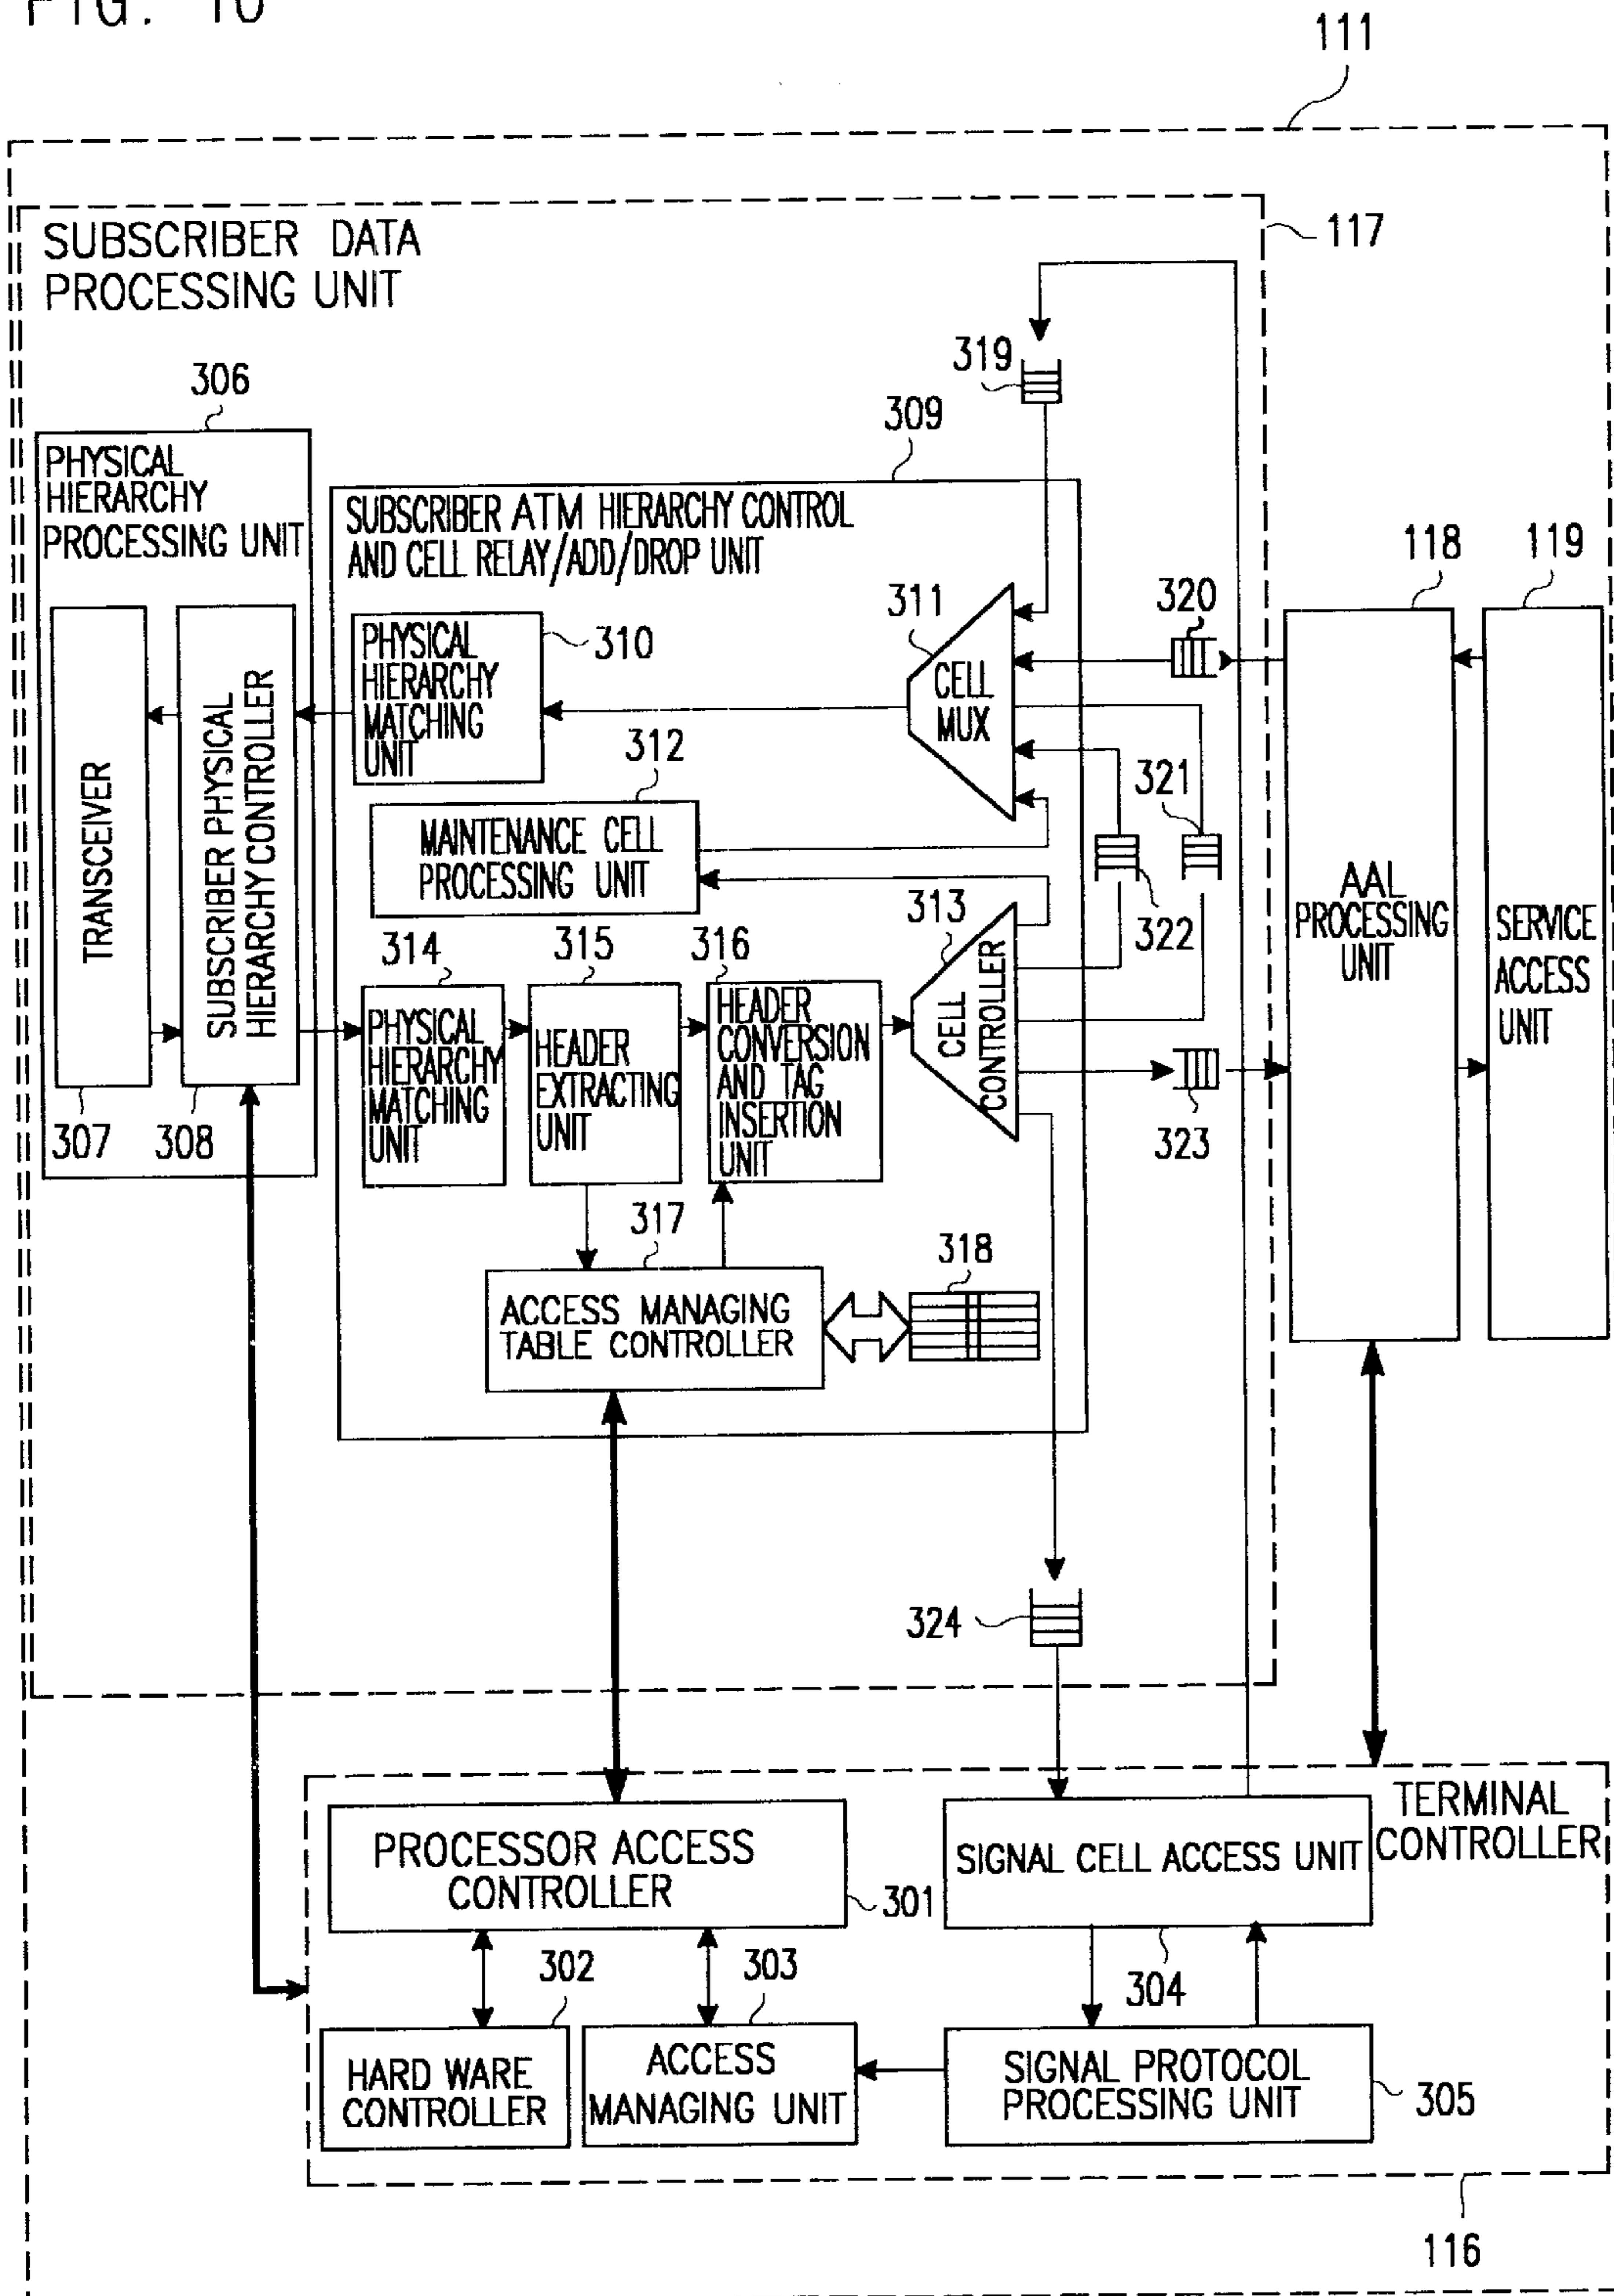 FIG. 10
111
SUBSCRIBER DATA
PROCESSING UNIT
117
319
306
309
PHYSICAL
HIERARCHY
PROCESSING UNIT
SUBSCRIBER ATM HIERARCHY CONTROL
AND CELL RELAY/ADD/DROP UNIT
118
119
311
320
PHYSICAL
HIERARCHY
MATCHING
UNIT
310
CELL
MUX
312
321
TRANSCEIVER
SUBSCRIBER PHYSICAL
HIERARCHY CONTROLLER
MAINTENANCE CELL
PROCESSING UNIT
AAL
PROCESSING
UNIT
SERVICE
ACCESS
UNIT
313
322
314
315
316
PHYSICAL
HIERARCHY
MATCHING
UNIT
HEADER
EXTRACTING
UNIT
HEADER
CONVERSION
AND TAG
INSERTION
UNIT
CELL
CONTROLLER
307
308
323
317
318
ACCESS MANAGING
TABLE CONTROLLER
324
TERMINAL
CONTROLLER
PROCESSOR ACCESS
CONTROLLER
301
SIGNAL CELL ACCESS UNIT
302
303
304
HARD WARE
CONTROLLER
ACCESS
MANAGING UNIT
SIGNAL PROTOCOL
PROCESSING UNIT
305
116